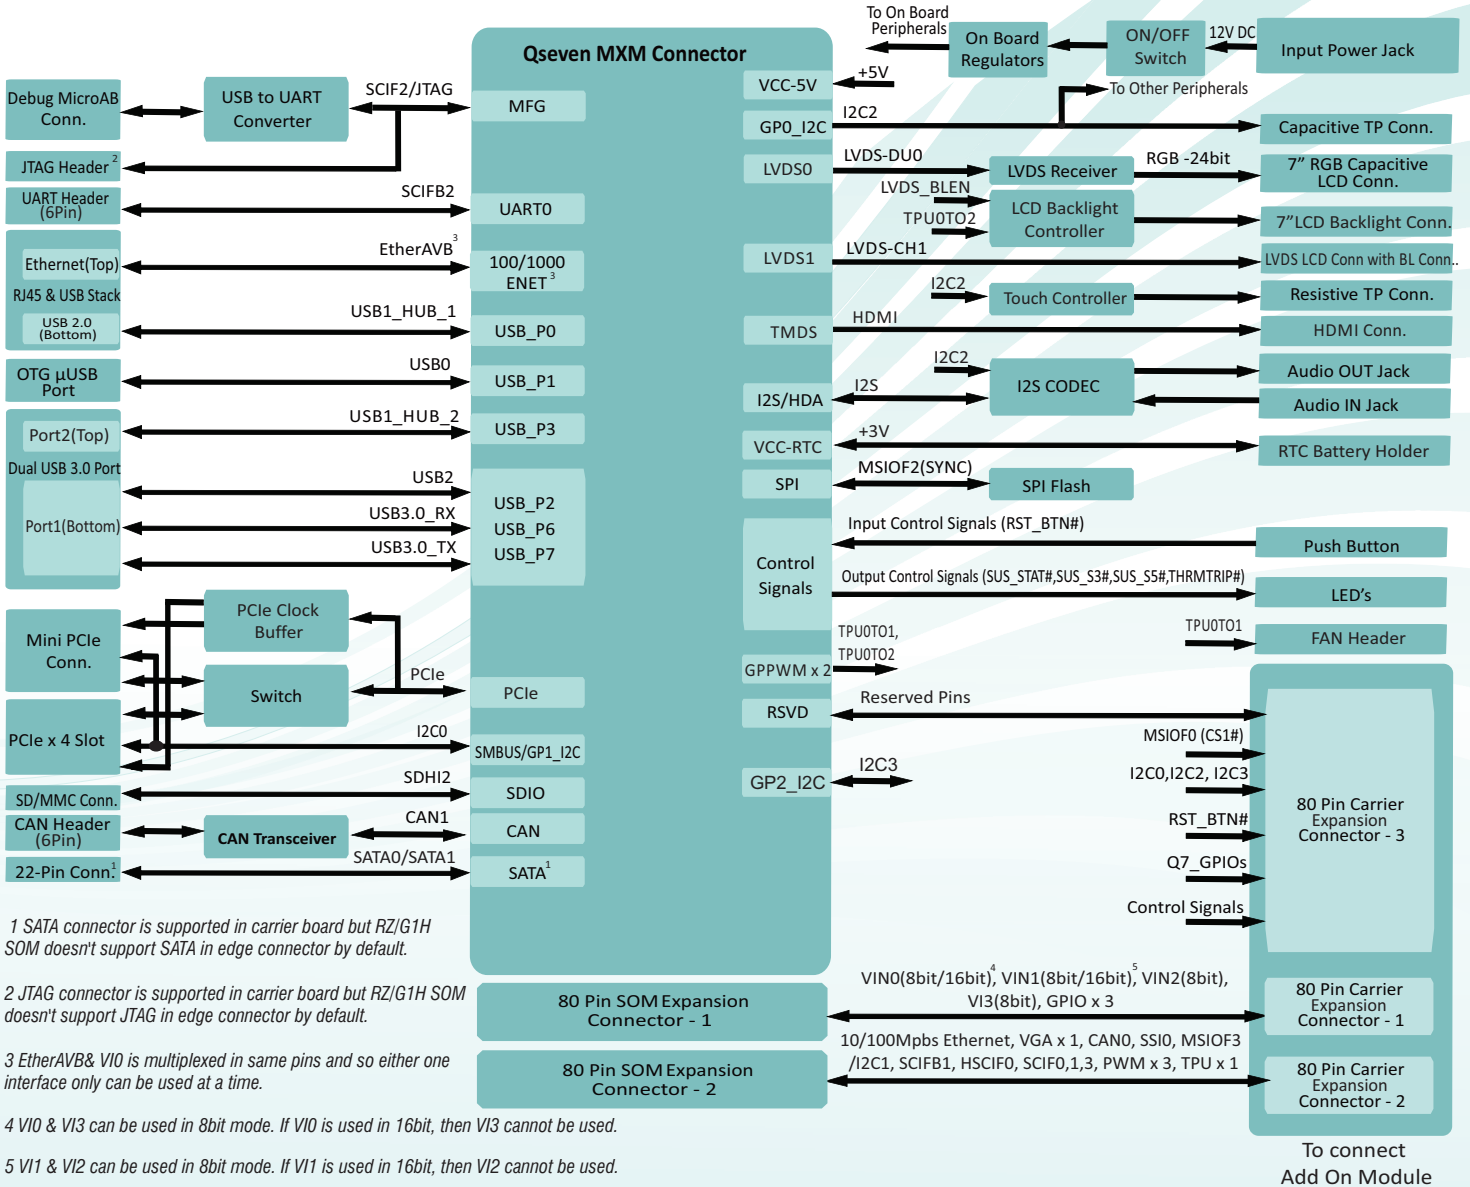 Qseven MXM Connector
Debug MicroAB
Conn.
USB to UART
Converter
SCIF2/JTAG
MFG
JTAG Header 2
UART Header
(6Pin)
SCIFB2
UART0
Ethernet(Top)
RJ45 & USB Stack
USB 2.0
(Bottom)
EtherAVB3
100/1000
ENET3
USB1_HUB_1
USB_P0
OTG µUSB
Port
USB0
USB_P1
Port2(Top)
Dual USB 3.0 Port
Port1(Bottom)
USB1_HUB_2
USB_P3
USB2
USB3.0_RX
USB3.0_TX
USB_P2
USB_P6
USB_P7
Mini PCIe
Conn.
PCIe Clock
Buffer
Switch
PCIe
PCIe
PCIe x 4 Slot
I2C0
SMBUS/GP1_I2C
SD/MMC Conn.
SDHI2
SDIO
CAN Header
(6Pin)
CAN Transceiver
CAN1
CAN
22-Pin Conn.1
SATA0/SATA1
SATA1
To On Board
Peripherals
On Board
Regulators
ON/OFF
Switch
12V DC
Input Power Jack
VCC-5V
+5V
To Other Peripherals
GP0_I2C
I2C2
Capacitive TP Conn.
LVDS0
LVDS-DU0
LVDS Receiver
RGB -24bit
7” RGB Capacitive
LCD Conn.
LVDS_BLEN
TPU0TO2
LCD Backlight
Controller
7”LCD Backlight Conn.
LVDS1
LVDS-CH1
LVDS LCD Conn with BL Conn..
I2C2
Touch Controller
Resistive TP Conn.
TMDS
HDMI
HDMI Conn.
I2C2
I2S/HDA
I2S
I2S CODEC
Audio OUT Jack
Audio IN Jack
VCC-RTC
+3V
RTC Battery Holder
SPI
MSIOF2(SYNC)
SPI Flash
Control
Signals
Input Control Signals (RST_BTN#)
Push Button
Output Control Signals (SUS_STAT#,SUS_S3#,SUS_S5#,THRMTRIP#)
LED’s
GPPWM x 2
TPU0TO1,
TPU0TO2
TPU0TO1
FAN Header
RSVD
Reserved Pins
GP2_I2C
I2C3
MSIOF0 (CS1#)
I2C0,I2C2, I2C3
RST_BTN#
Q7_GPIOs
Control Signals
80 Pin Carrier
Expansion
Connector - 3
80 Pin SOM Expansion
Connector - 1
VIN0(8bit/16bit)4, VIN1(8bit/16bit)5, VIN2(8bit),
VI3(8bit), GPIO x 3
80 Pin Carrier
Expansion
Connector - 1
80 Pin SOM Expansion
Connector - 2
10/100Mpbs Ethernet, VGA x 1, CAN0, SSI0, MSIOF3
/I2C1, SCIFB1, HSCIF0, SCIF0,1,3, PWM x 3, TPU x 1
80 Pin Carrier
Expansion
Connector - 2
To connect
Add On Module
1 SATA connector is supported in carrier board but RZ/G1H
SOM doesn't support SATA in edge connector by default.
2 JTAG connector is supported in carrier board but RZ/G1H SOM
doesn't support JTAG in edge connector by default.
3 EtherAVB& VI0 is multiplexed in same pins and so either one
interface only can be used at a time.
4 VI0 & VI3 can be used in 8bit mode. If VI0 is used in 16bit, then VI3 cannot be used.
5 VI1 & VI2 can be used in 8bit mode. If VI1 is used in 16bit, then VI2 cannot be used.